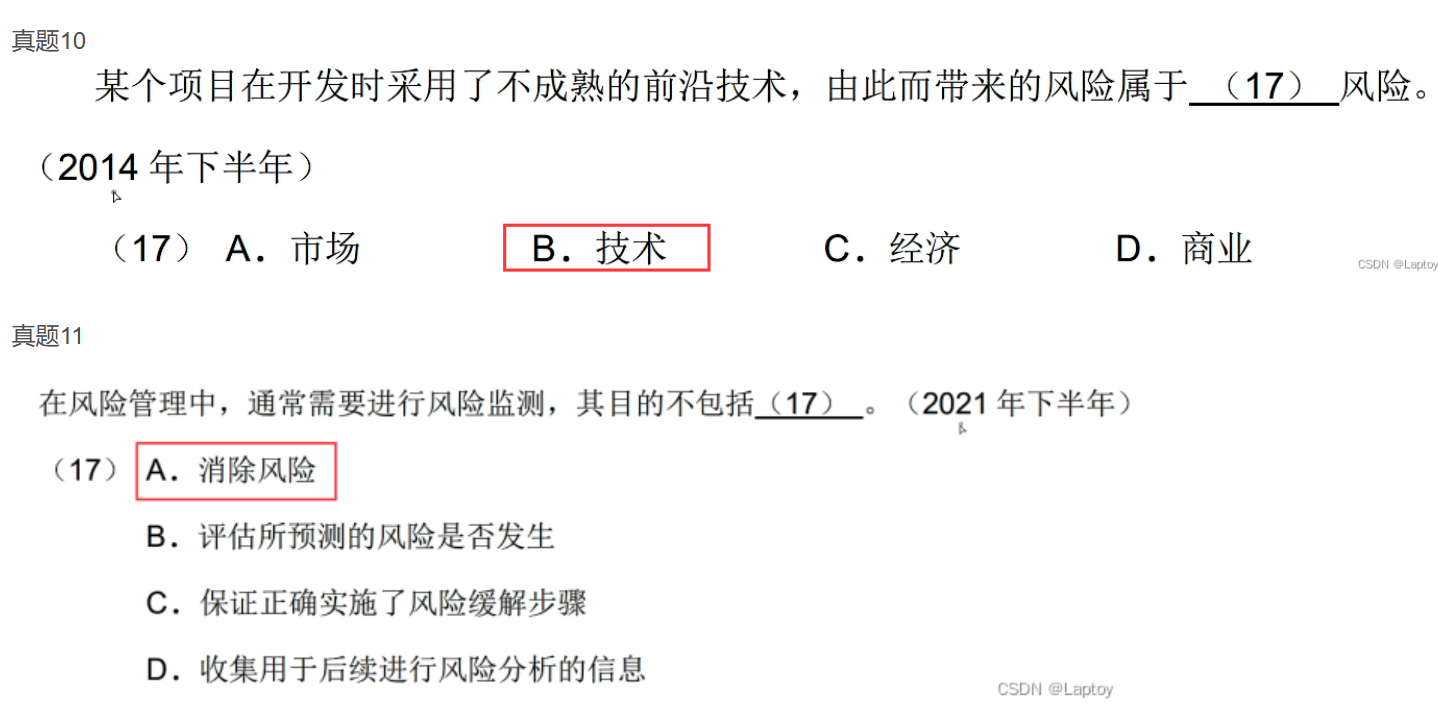 真题10
某个项目在开发时采用了不成熟的前沿技术，由此而带来的风险属于 （17） 风险。
（2014 年下半年）
（17） A．市场 B．技术 C．经济 D．商业
CSDN @Laptoy
真题11
在风险管理中，通常需要进行风险监测，其目的不包括（17） 。（2021 年下半年）
（17） A．消除风险
B．评估所预测的风险是否发生
C．保证正确实施了风险缓解步骤
D．收集用于后续进行风险分析的信息
CSDN @Laptoy